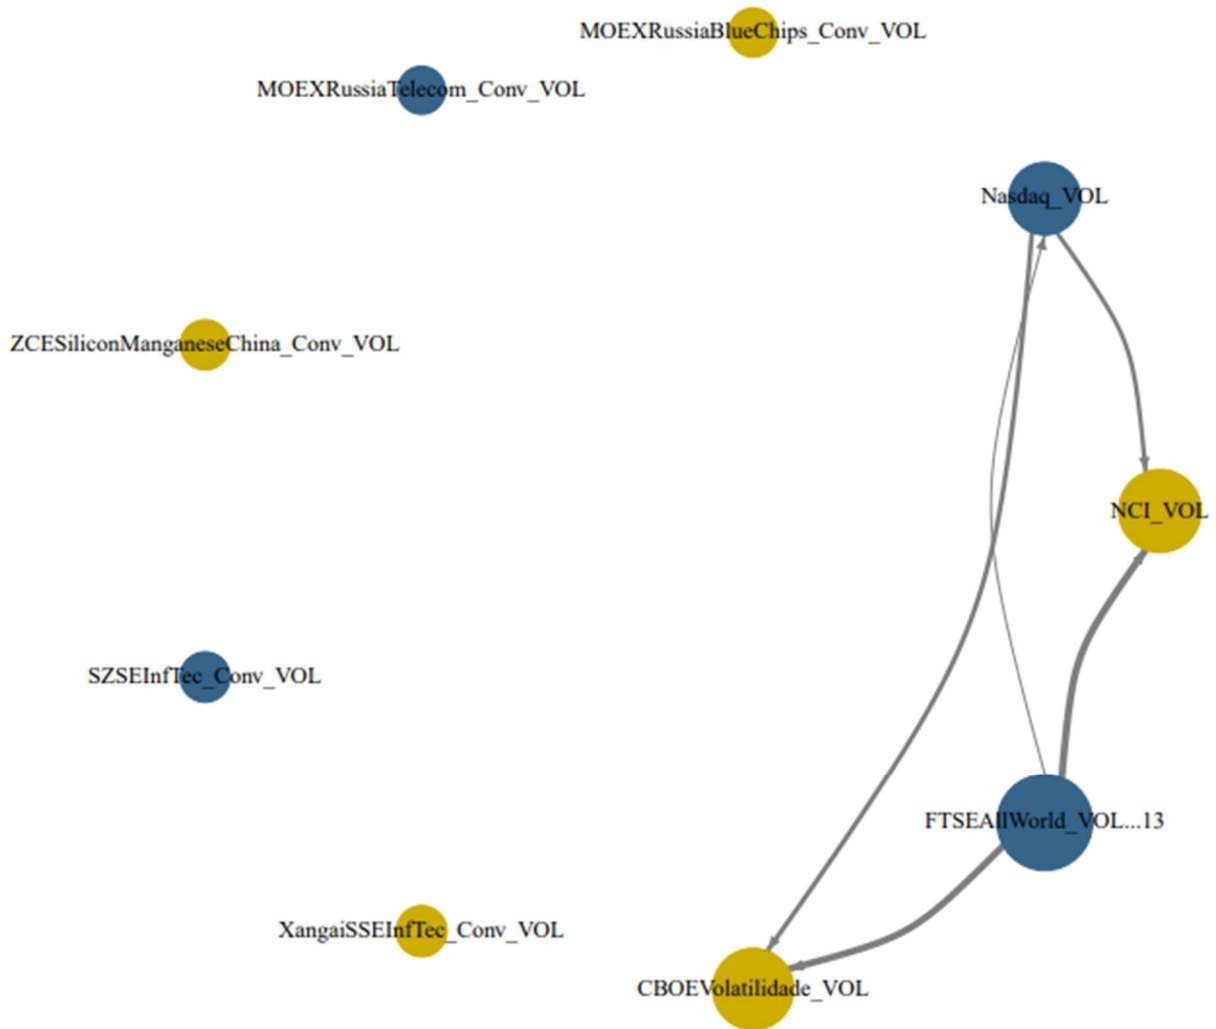 MOEXRussiaBlueChips_Conv_VOL
MOEXRussiaTelecom_Conv_VOL
Nasdaq_VOL
ZCESiliconManganeseChina_Conv_VOL
NCI_VOL
SZSEInfTec_Conv_VOL
FTSEAllWorld_VOL...13
XangaiSSEInfTec_Conv_VOL
CBOEVolatilidade_VOL